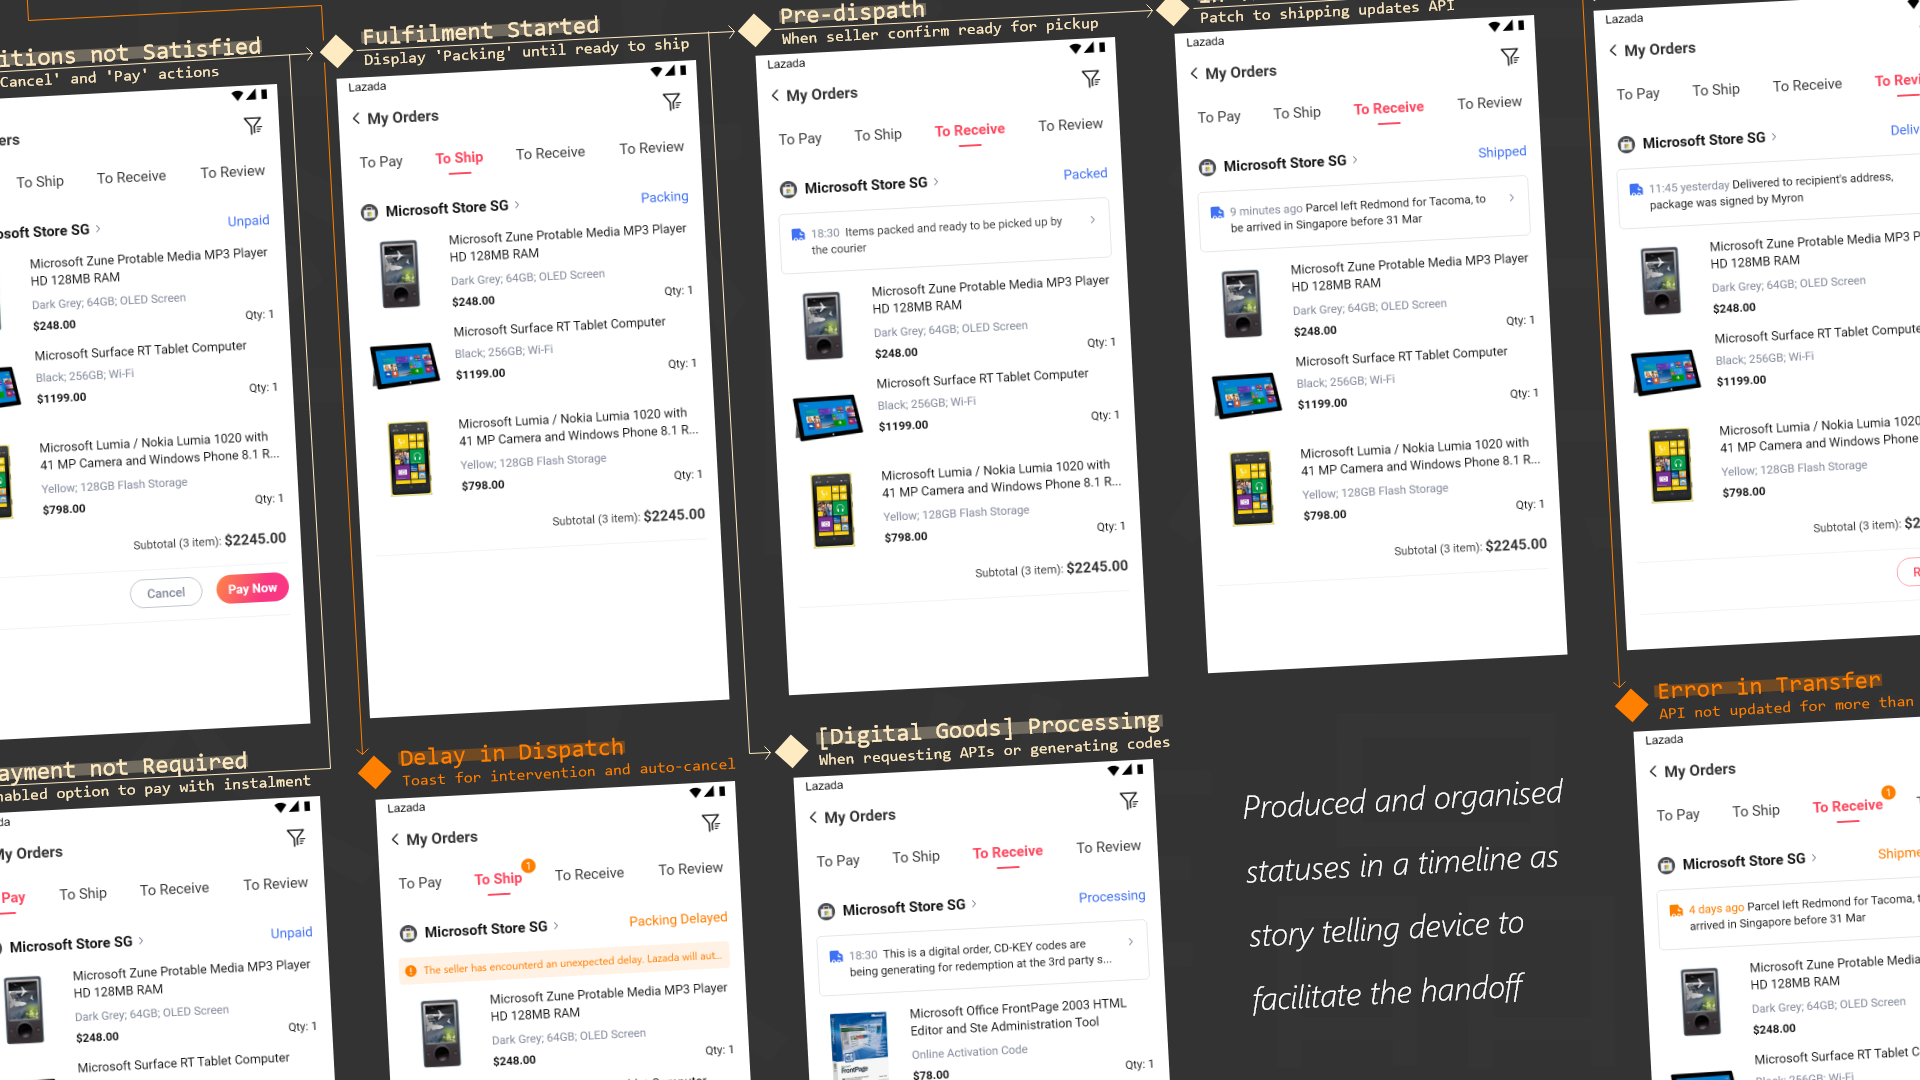 itions not Satisfied
Cancel' and 'Pay' actions
My Orders
To Ship
To Receive
To Review
Unpaid
Microsoft Zune Protable Media MP3 Player
HD 128MB RAM
Dark Grey; 64GB; OLED Screen
$248.00
Qty: 1
Microsoft Surface RT Tablet Computer
Black; 256GB; Wi-Fi
$1199.00
Qty: 1
Microsoft Lumia / Nokia Lumia 1020 with
41 MP Camera and Windows Phone 8.1 R...
Yellow; 128GB Flash Storage
$798.00
Qty: 1
Subtotal (3 item): $2245.00
Cancel
Pay Now
Fulfilment Started
Display 'Packing' until ready to ship
Lazada
My Orders
To Pay
To Ship
To Receive
To Review
Microsoft Store SG
Packing
Microsoft Zune Protable Media MP3 Player
HD 128MB RAM
Dark Grey; 64GB; OLED Screen
$248.00
Qty: 1
Microsoft Surface RT Tablet Computer
Black; 256GB; Wi-Fi
$1199.00
Qty: 1
Microsoft Lumia / Nokia Lumia 1020 with
41 MP Camera and Windows Phone 8.1 R...
Yellow; 128GB Flash Storage
$798.00
Qty: 1
Subtotal (3 item): $2245.00
Pre-dispath
When seller confirm ready for pickup
Lazada
My Orders
To Pay
To Ship
To Receive
To Review
Microsoft Store SG
Packed
18:30 Items packed and ready to be picked up by
the courier
Microsoft Zune Protable Media MP3 Player
HD 128MB RAM
Dark Grey; 64GB; OLED Screen
$248.00
Qty: 1
Microsoft Surface RT Tablet Computer
Black; 256GB; Wi-Fi
$1199.00
Qty: 1
Microsoft Lumia / Nokia Lumia 1020 with
41 MP Camera and Windows Phone 8.1 R...
Yellow; 128GB Flash Storage
$798.00
Qty: 1
Subtotal (3 item): $2245.00
Patch to shipping updates API
Lazada
My Orders
To Pay
To Ship
To Receive
To Review
Microsoft Store SG
Shipped
9 minutes ago Parcel left Redmond for Tacoma, to
be arrived in Singapore before 31 Mar
Microsoft Zune Protable Media MP3 Player
HD 128MB RAM
Dark Grey; 64GB; OLED Screen
$248.00
Qty: 1
Microsoft Surface RT Tablet Computer
Black; 256GB; Wi-Fi
$1199.00
Qty: 1
Microsoft Lumia / Nokia Lumia 1020 with
41 MP Camera and Windows Phone 8.1 R...
Yellow; 128GB Flash Storage
$798.00
Qty: 1
Subtotal (3 item): $2245.00
Lazada
My Orders
To Pay
To Ship
To Receive
To Revi
Microsoft Store SG
Deliv
11:45 yesterday Delivered to recipient's address,
package was signed by Myron
Microsoft Zune Protable Media MP3 P
HD 128MB RAM
Dark Grey; 64GB; OLED Screen
$248.00
Microsoft Surface RT Tablet Compute
Black; 256GB; Wi-Fi
$1199.00
Microsoft Lumia / Nokia Lumia 1020
41 MP Camera and Windows Phone
Yellow; 128GB Flash Storage
$798.00
Subtotal (3 item): $2
R
ayment not Required
nabled option to pay with instalment
My Orders
Pay
To Ship
To Receive
To Review
Microsoft Store SG
Unpaid
Microsoft Zune Protable Media MP3 Player
HD 128MB RAM
Dark Grey; 64GB; OLED Screen
$248.00
Qty: 1
Microsoft Surface RT Tablet Computer
Delay in Dispatch
Toast for intervention and auto-cancel
Lazada
My Orders
To Pay
To Ship
1
To Receive
To Review
Microsoft Store SG
Packing Delayed
The seller has encounterd an unexpected delay. Lazada will aut...
Microsoft Zune Protable Media MP3 Player
HD 128MB RAM
Dark Grey; 64GB; OLED Screen
$248.00
Qty: 1
[Digital Goods] Processing
When requesting APIs or generating codes
Lazada
My Orders
To Pay
To Ship
To Receive
To Review
Microsoft Store SG
Processing
18:30 This is a digital order, CD-KEY codes are
being generating for redemption at the 3rd party s...
Microsoft Office FrontPage 2003 HTML
Editor and Ste Administration Tool
Online Activation Code
$78.00
Qty: 1
FrontPage
Produced and organised
statuses in a timeline as
story telling device to
facilitate the handoff
Error in Transfer
API not updated for more than
Lazada
My Orders
To Pay
To Ship
To Receive
1
Microsoft Store SG
Shipme
4 days ago Parcel left Redmond for Tacoma, t
arrived in Singapore before 31 Mar
Microsoft Zune Protable Media
HD 128MB RAM
Dark Grey; 64GB; OLED Screen
$248.00
Microsoft Surface RT Tablet C
Black; 256GB; Wi-Fi